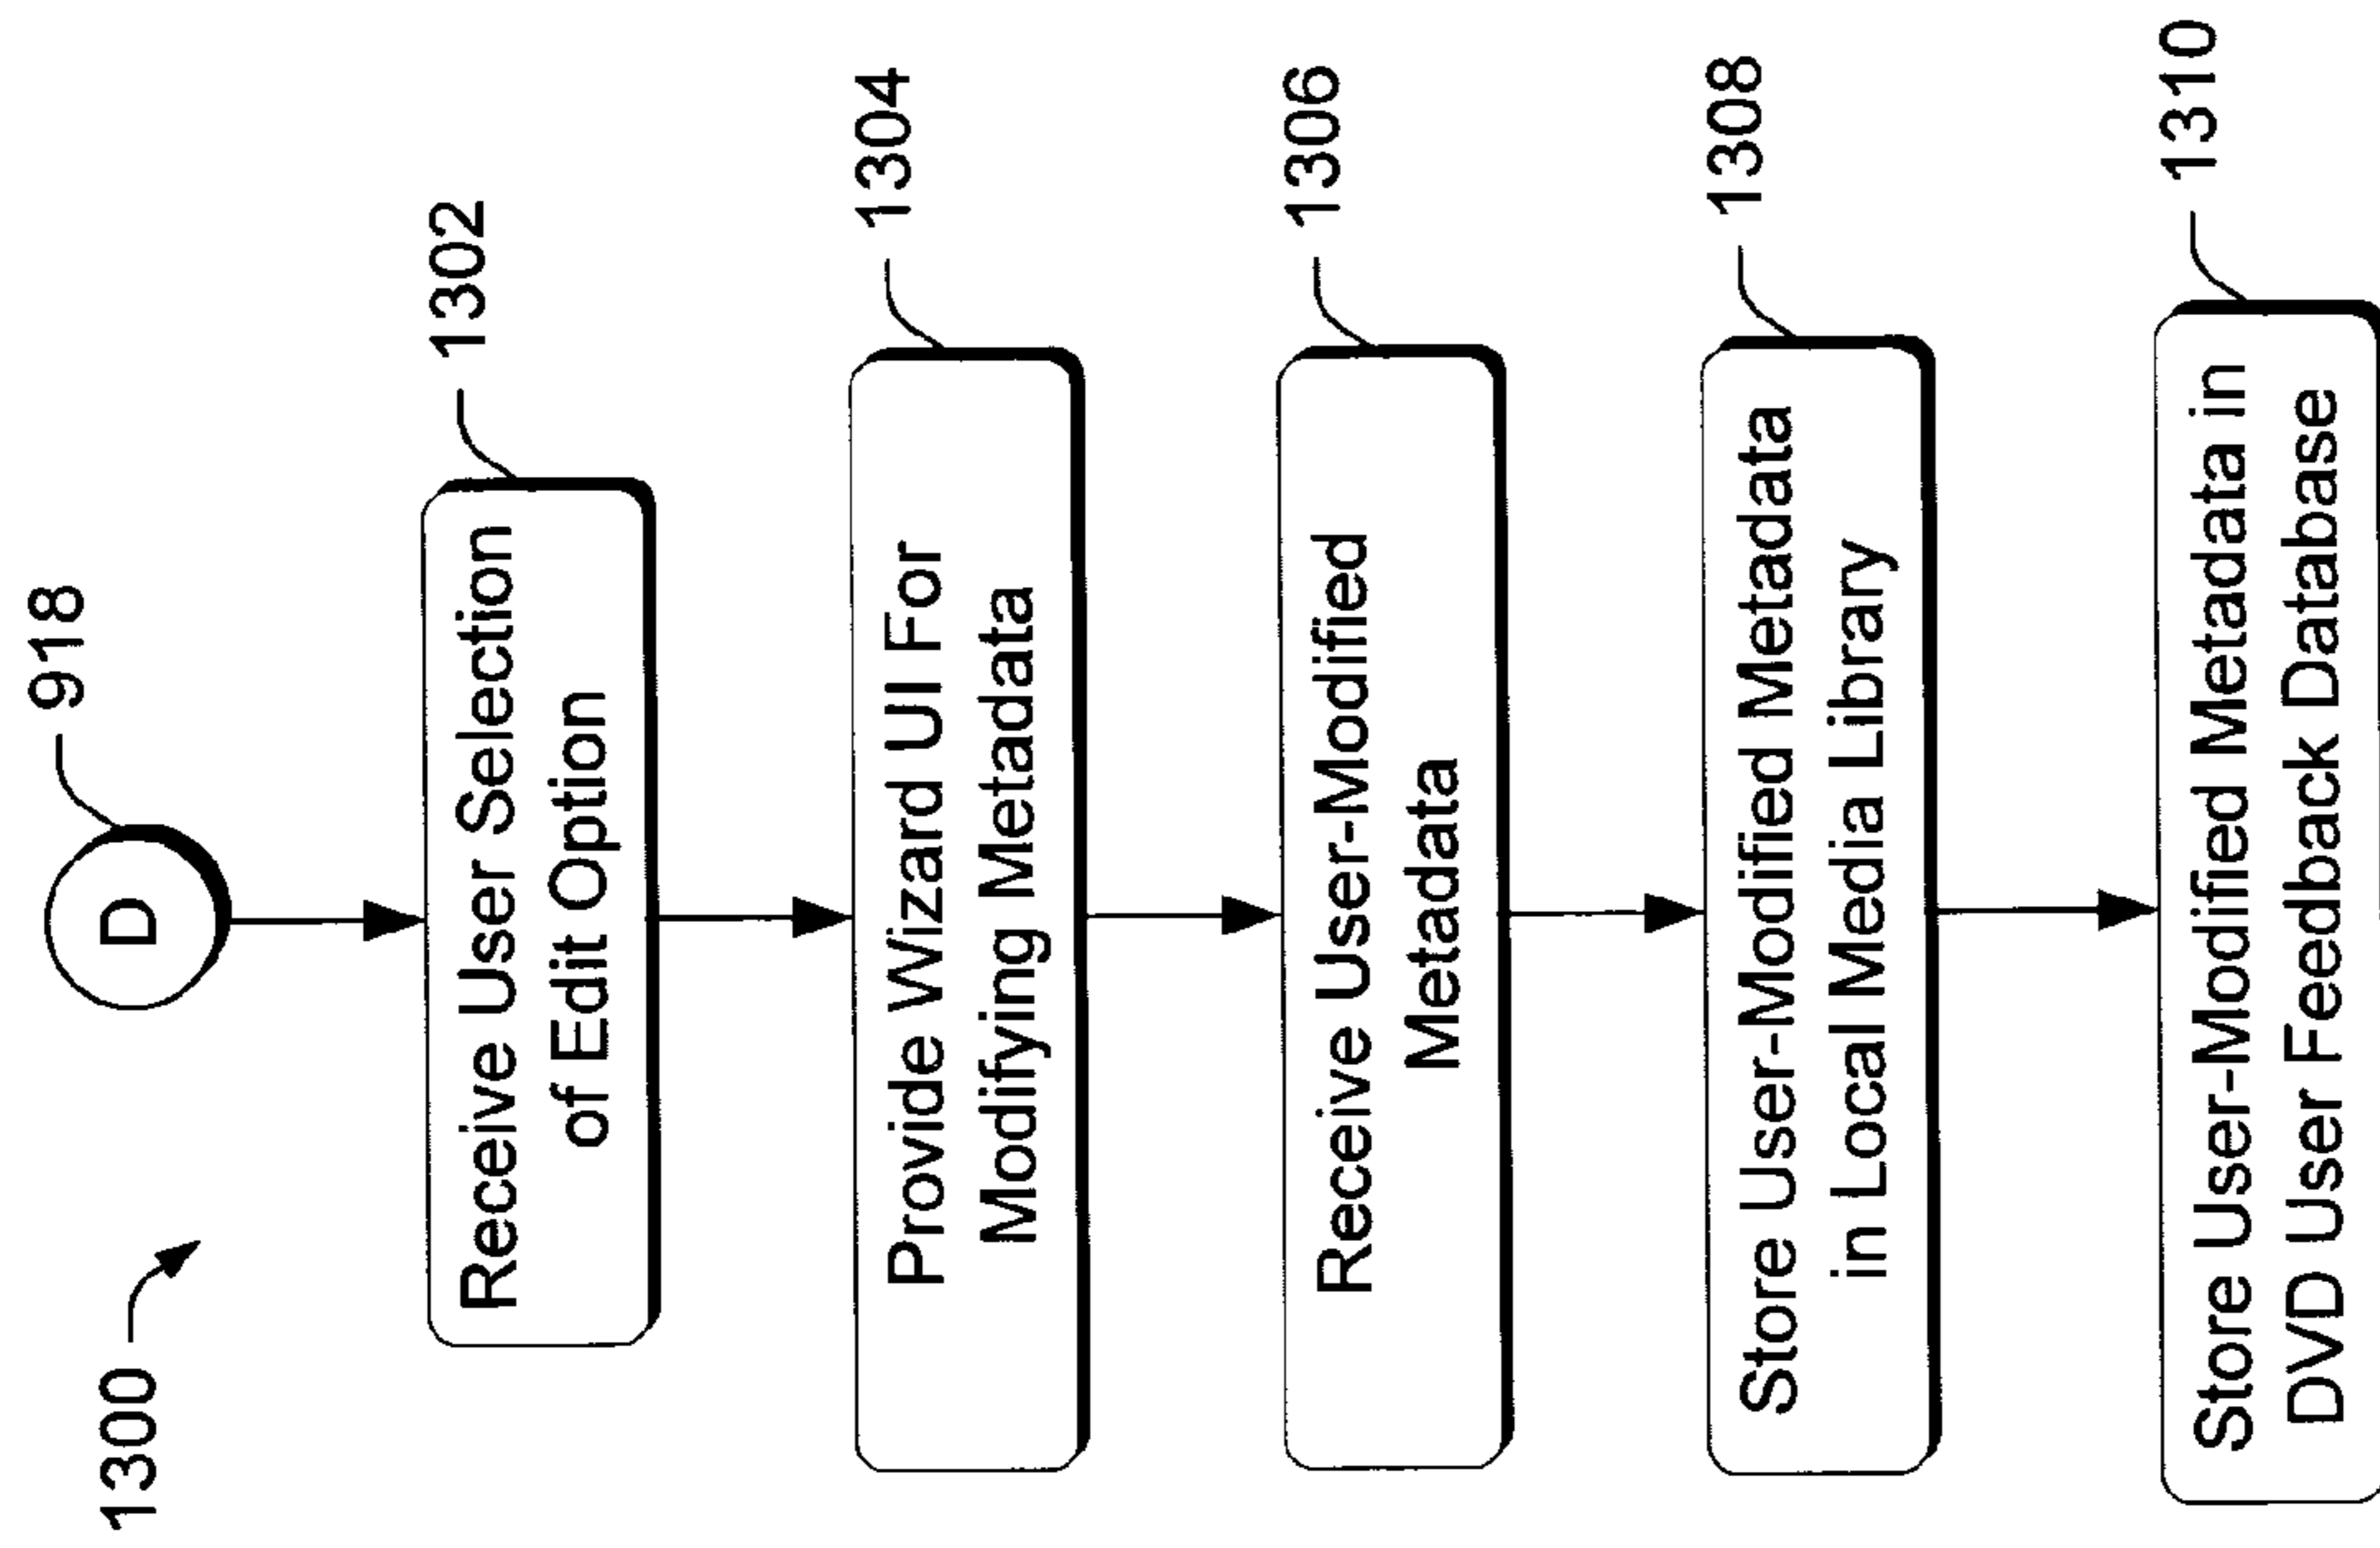 1300
D
918
Receive User Selection
of Edit Option
1302
Provide Wizard UI For
Modifying Metadata
1304
Receive User-Modified
Metadata
1306
Store User-Modified Metadata
in Local Media Library
1308
Store User-Modified Metadata in
DVD User Feedback Database
1310